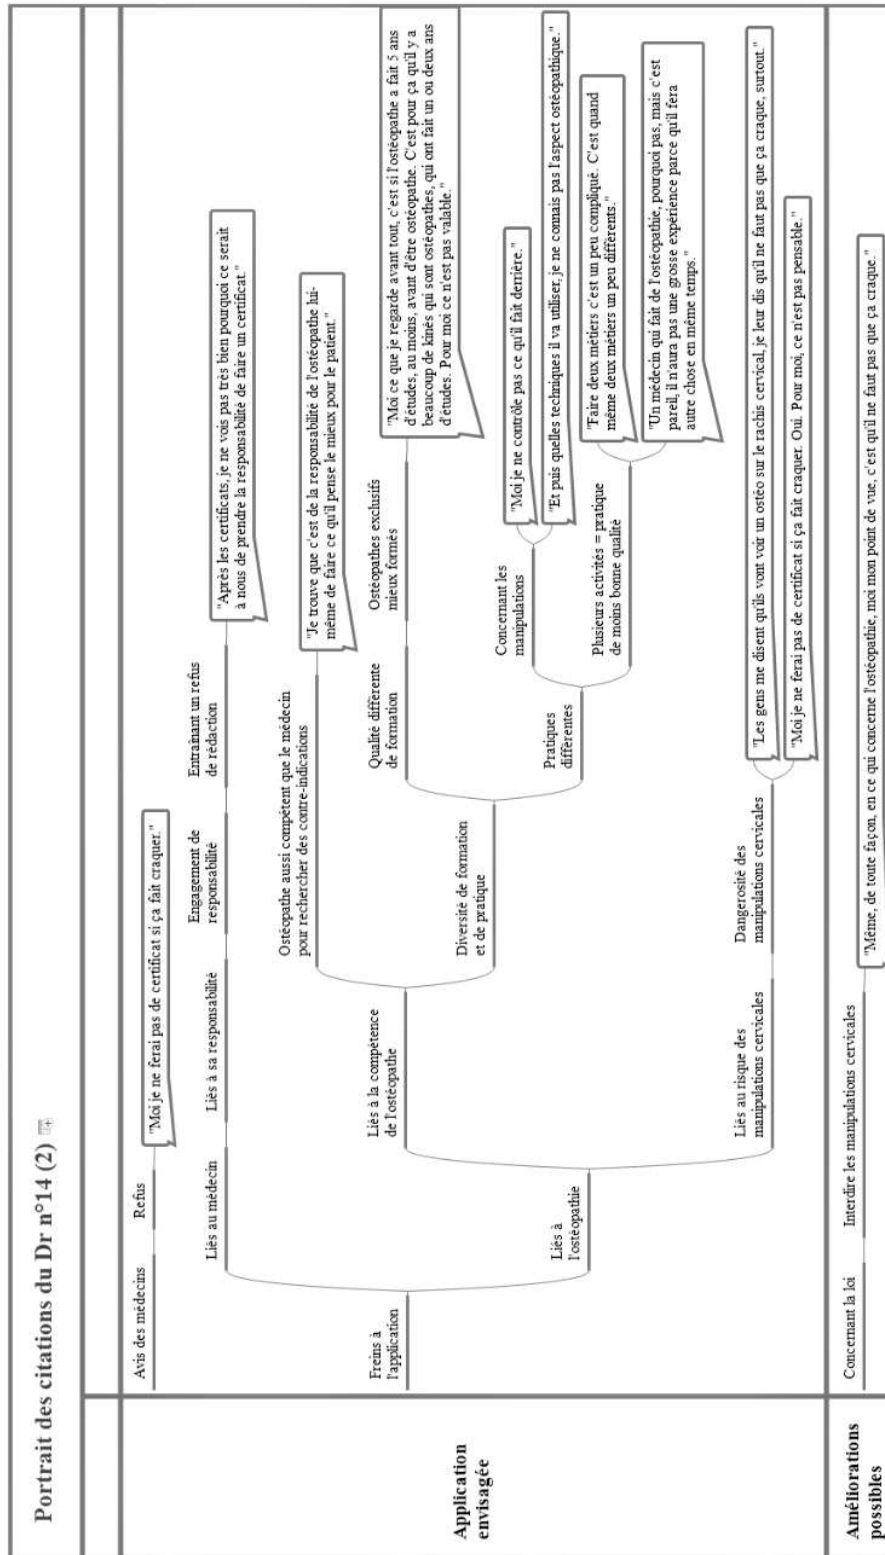 Portrait des citations du Dr n°14 (2)
Application
envisagée
Avis des médecins
Refus
"Moi je ne ferai pas de certificat si ça fait craquer."
Freins à
l'application
Liés au médecin
Liés à sa responsabilité
Engagement de
responsabilité
Entraînant un refus
de rédaction
"Après les certificats, je ne vois pas très bien pourquoi ce serait
à nous de prendre la responsabilité de faire un certificat."
Liés à
l'ostéopathie
Liés à la compétence
de l'ostéopathe
Ostéopathe aussi compétent que le médecin
pour rechercher des contre-indications
"Je trouve que c'est de la responsabilité de l'ostéopathe lui-
même de faire ce qu'il pense le mieux pour le patient."
Diversité de formation
et de pratique
Qualité différente
de formation
Ostéopathes exclusifs
mieux formés
"Moi ce que je regarde avant tout, c'est si l'ostéopathe a fait 5 ans
d'études, au moins, avant d'être ostéopathe. C'est pour ça qu'il y a
beaucoup de kinés qui sont ostéopathes, qui ont fait un ou deux ans
d'études. Pour moi ce n'est pas valable."
Pratiques
différentes
Concernant les
manipulations
"Moi je ne contrôle pas ce qu'il fait derrière."
"Et puis quelles techniques il va utiliser, je ne connais pas l'aspect ostéopathique."
Plusieurs activités = pratique
de moins bonne qualité
"Faire deux métiers c'est un peu compliqué. C'est quand
même deux métiers un peu différents."
"Un médecin qui fait de l'ostéopathie, pourquoi pas, mais c'est
pareil, il n'aura pas une grosse expérience parce qu'il fera
autre chose en même temps."
Liés au risque des
manipulations cervicales
Dangerosité des
manipulations cervicales
"Les gens me disent qu'ils vont voir un ostéo sur le rachis cervical, je leur dis qu'il ne faut pas que ça craque, surtout."
"Moi je ne ferai pas de certificat si ça fait craquer. Oui. Pour moi, ce n'est pas pensable."
Améliorations
possibles
Concernant la loi
Interdire les manipulations cervicales
"Même, de toute façon, en ce qui concerne l'ostéopathie, moi mon point de vue, c'est qu'il ne faut pas que ça craque."